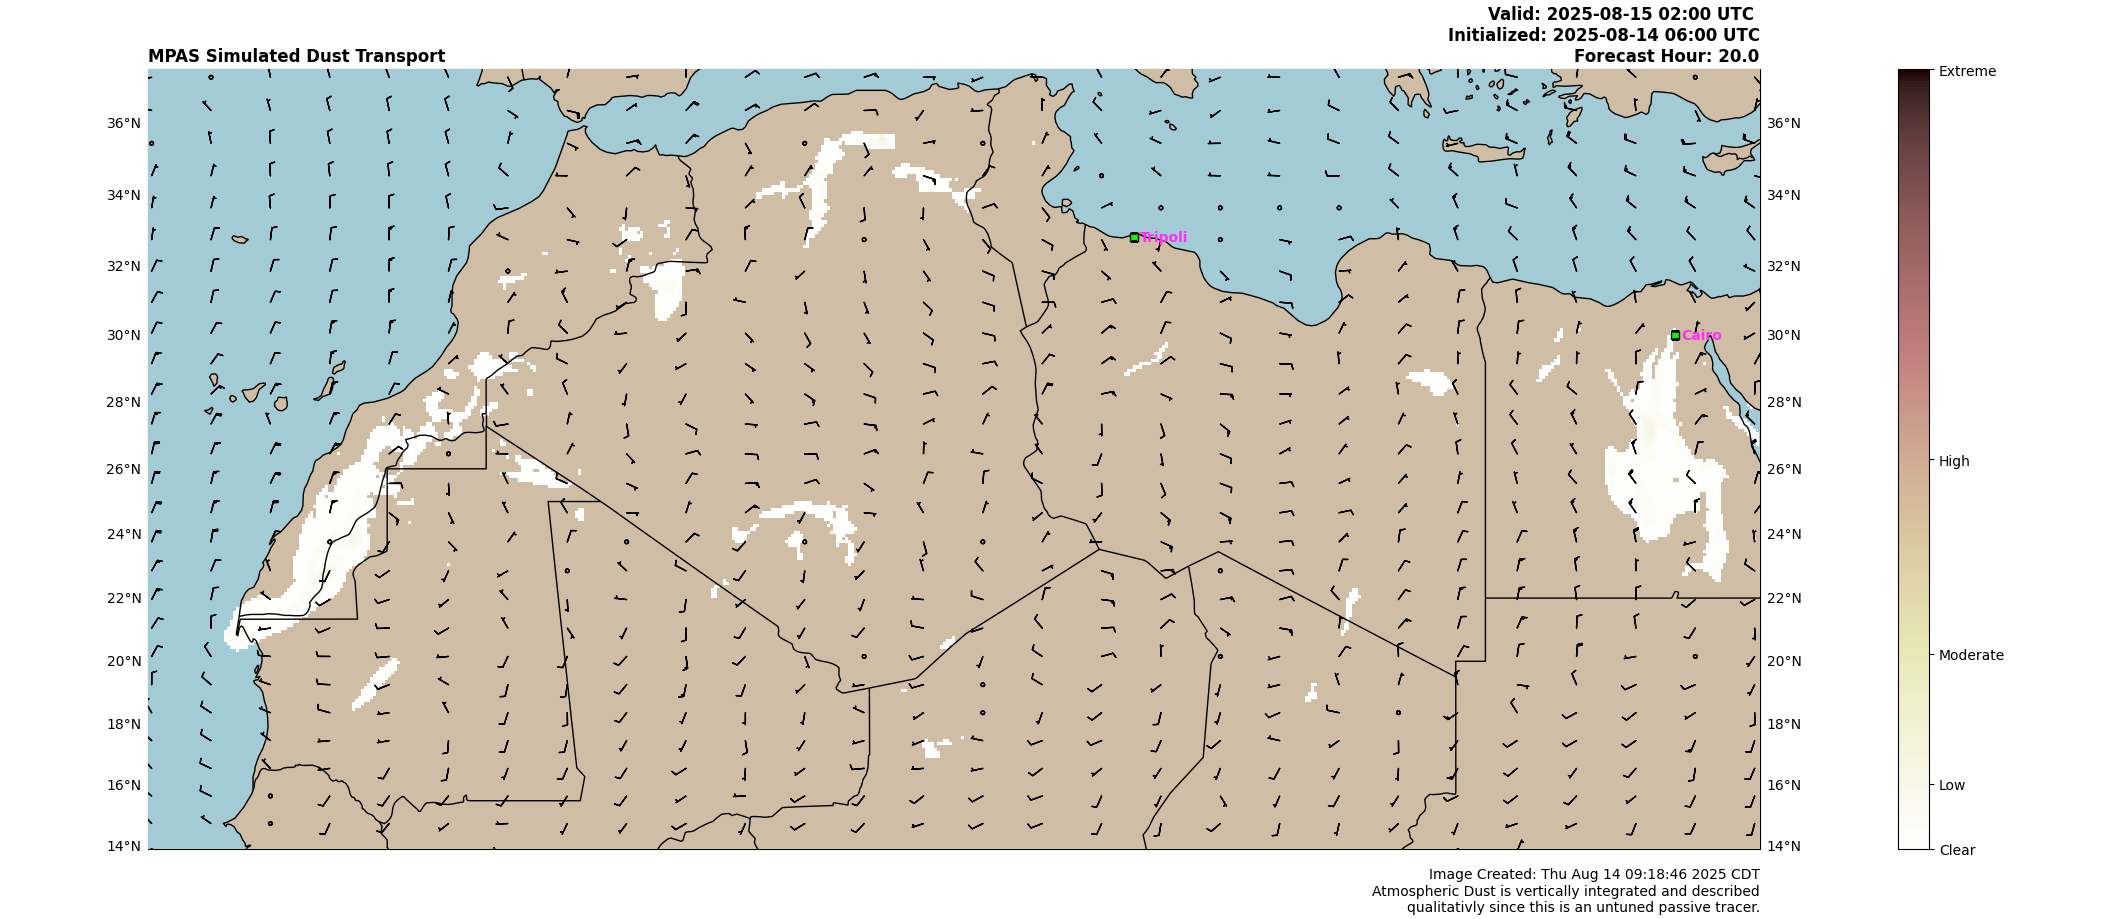 Valid: 2025-08-15 02:00 UTC
Initialized: 2025-08-14 06:00 UTC
MPAS Simulated Dust Transport
Forecast Hour: 20.0
Extreme
36°N
36°N
34°N
34°N
Tripoli
32°N
32°N
30°N
Cairo
30°N
28°N
28°N
26°N
26°N
High
24°N
24°N
22°N
22°N
20°N
20°N
Moderate
18°N
18°N
16°N
16°N
Low
14°N
14°N
Clear
Image Created: Thu Aug 14 09:18:46 2025 CDT
Atmospheric Dust is vertically integrated and described
qualitativly since this is an untuned passive tracer.